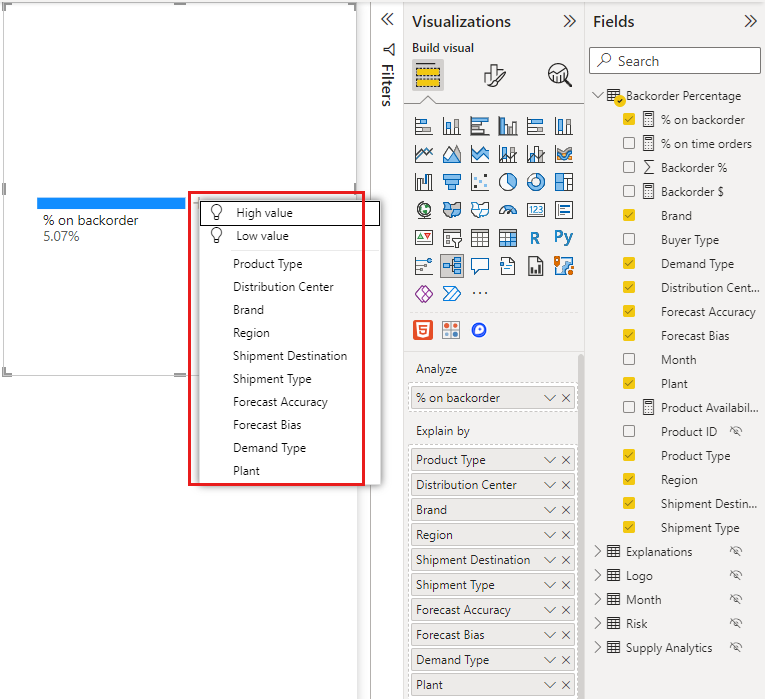 % on backorder
5.07%
High value
Low value
Product Type
Distribution Center
Brand
Region
Shipment Destination
Shipment Type
Forecast Accuracy
Forecast Bias
Demand Type
Plant
Filters
Visualizations
Build visual
123
R
Py
5
...
Analyze
% on backorder
Explain by
Product Type
Distribution Center
Brand
Region
Shipment Destination
Shipment Type
Forecast Accuracy
Forecast Bias
Demand Type
Plant
Fields
Search
Backorder Percentage
% on backorder
% on time orders
Backorder %
Backorder $
Brand
Buyer Type
Demand Type
Distribution Cent...
Forecast Accuracy
Forecast Bias
Month
Plant
Product Availabil...
Product ID
Product Type
Region
Shipment Destin...
Shipment Type
Explanations
Logo
Month
Risk
Supply Analytics